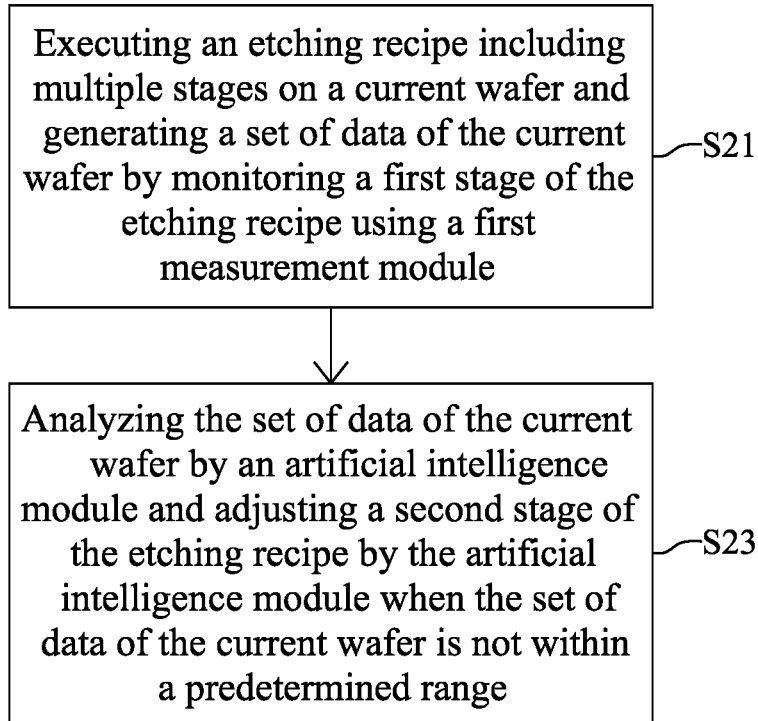 Executing an etching recipe including
multiple stages on a current wafer and
generating a set of data of the current
wafer by monitoring a first stage of the
etching recipe using a first
measurement module
S21
Analyzing the set of data of the current
wafer by an artificial intelligence
module and adjusting a second stage of
the etching recipe by the artificial
intelligence module when the set of
data of the current wafer is not within
a predetermined range
S23